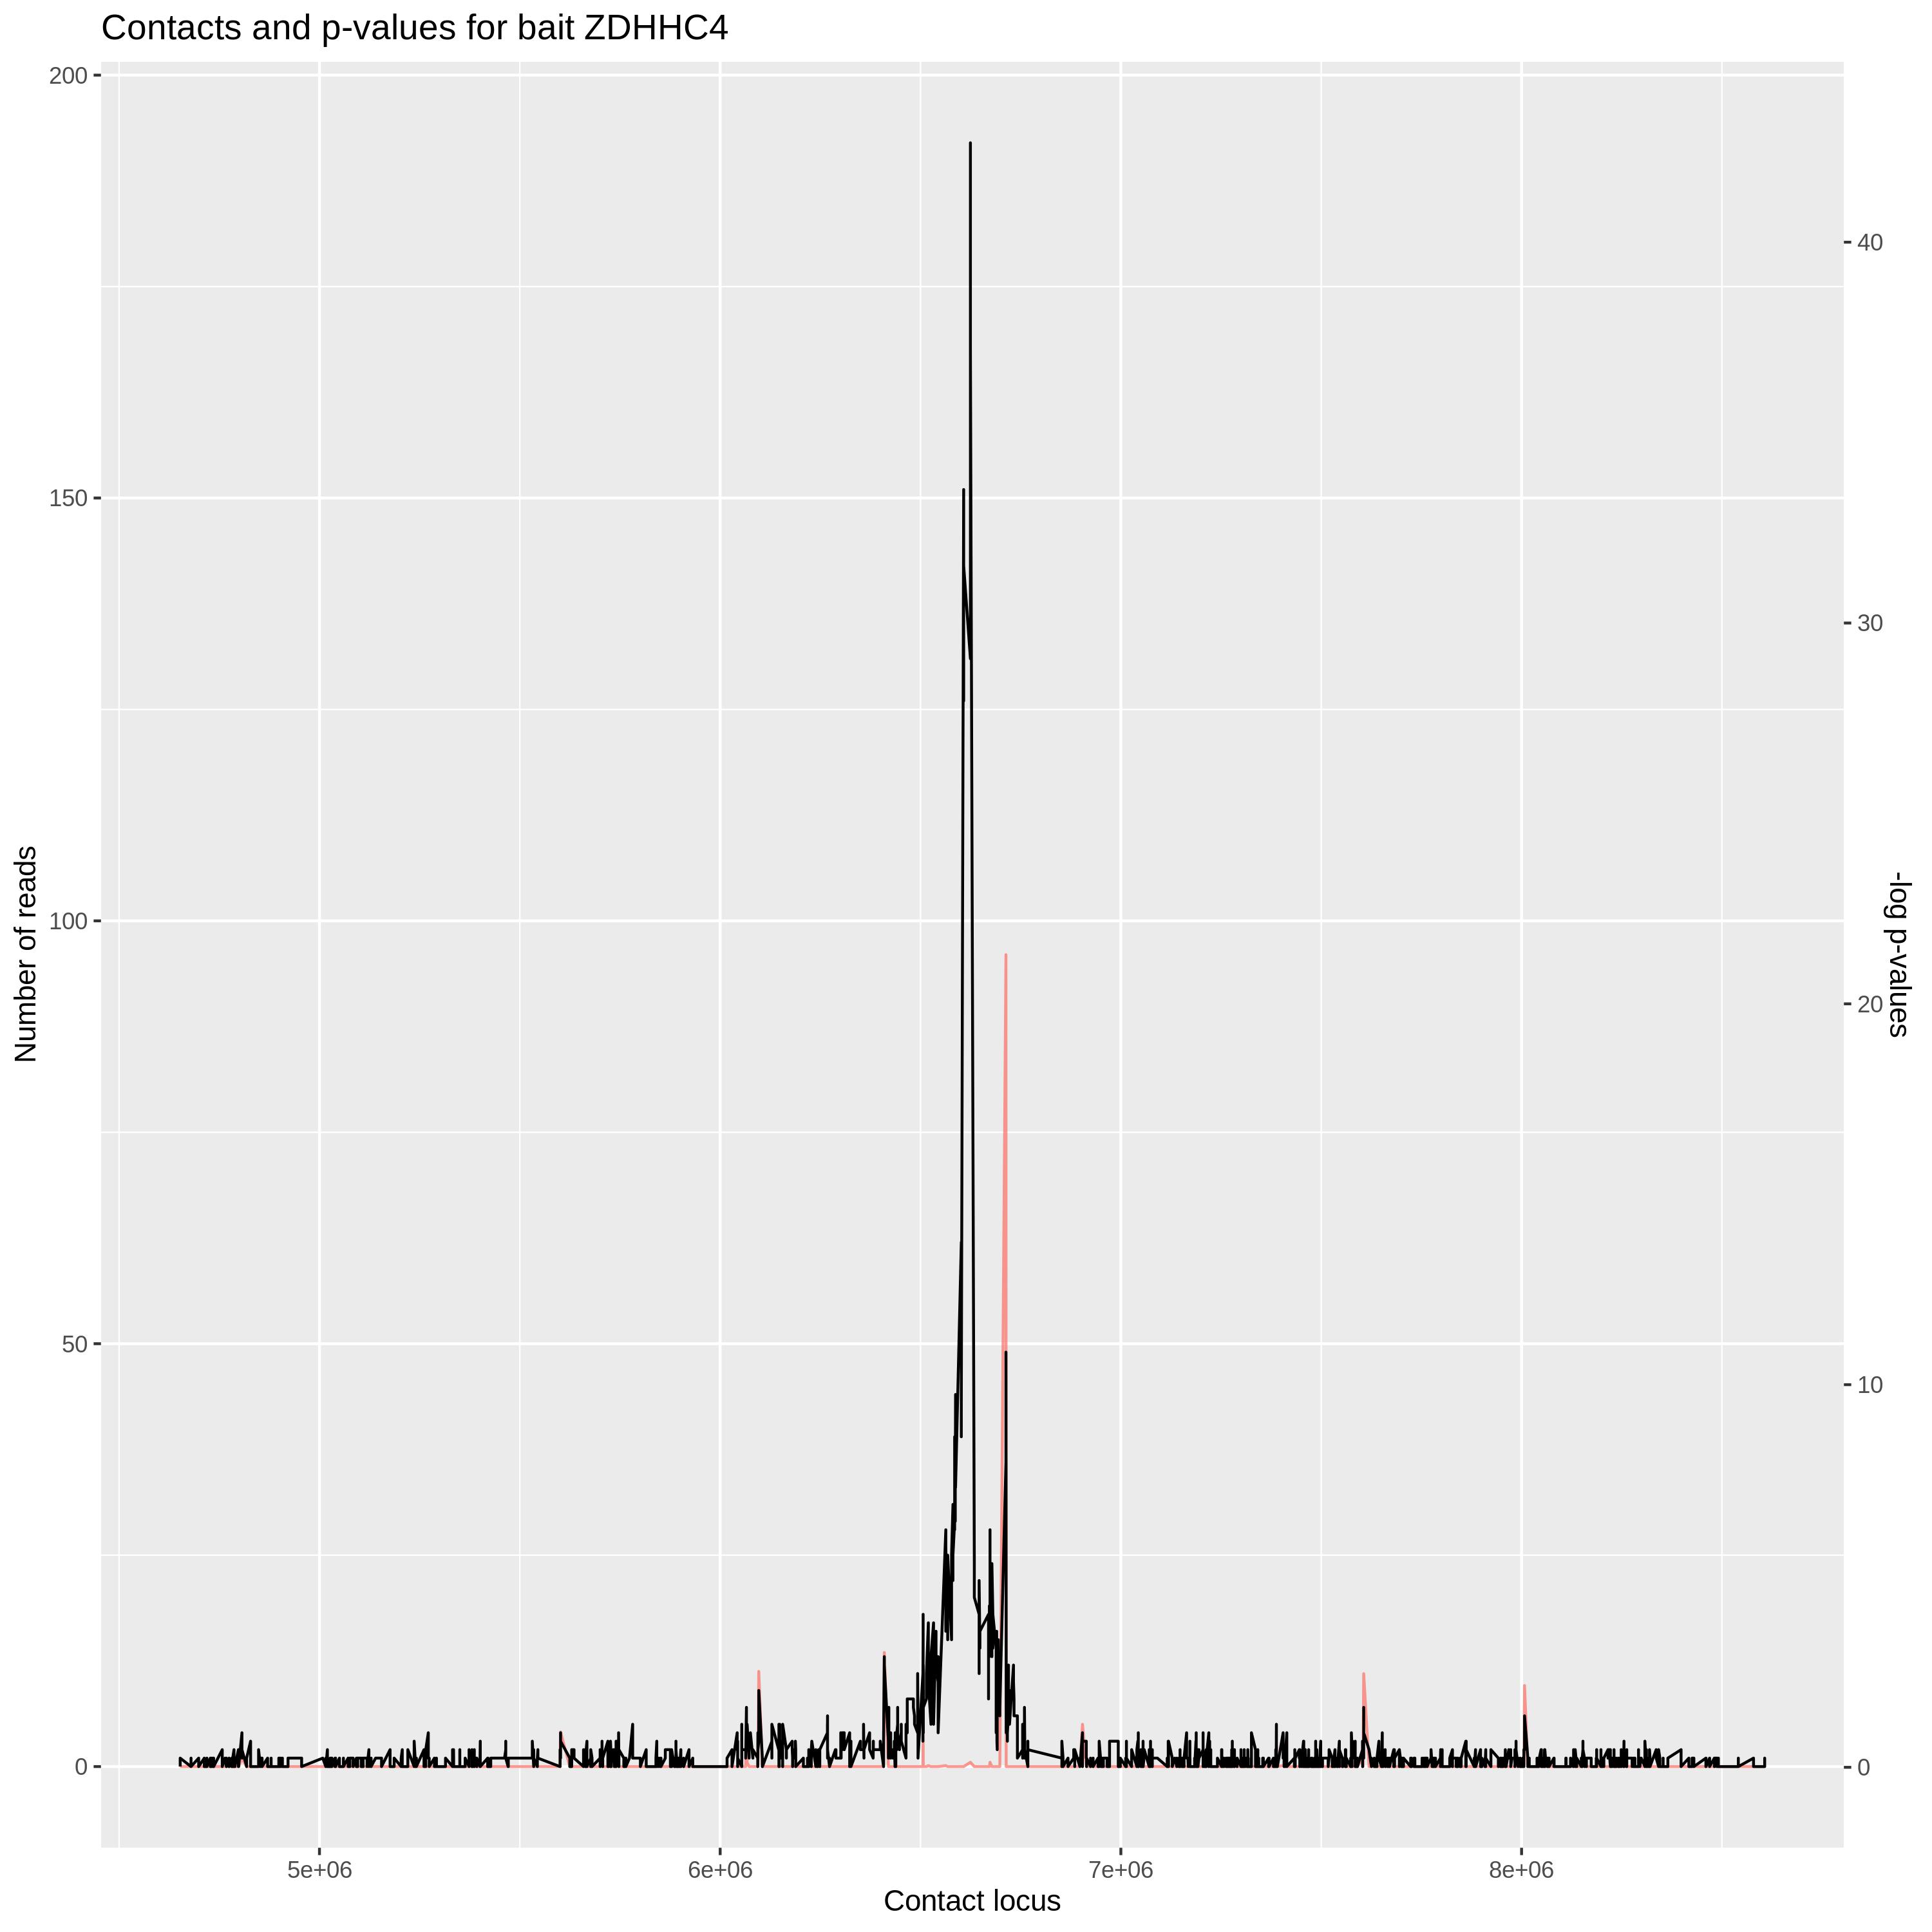 Contacts and p-values for bait ZDHHC4
200
150
100
50
0
Number of reads
40
30
20
10
0
-log p-values
5e+06
6e+06
7e+06
8e+06
Contact locus